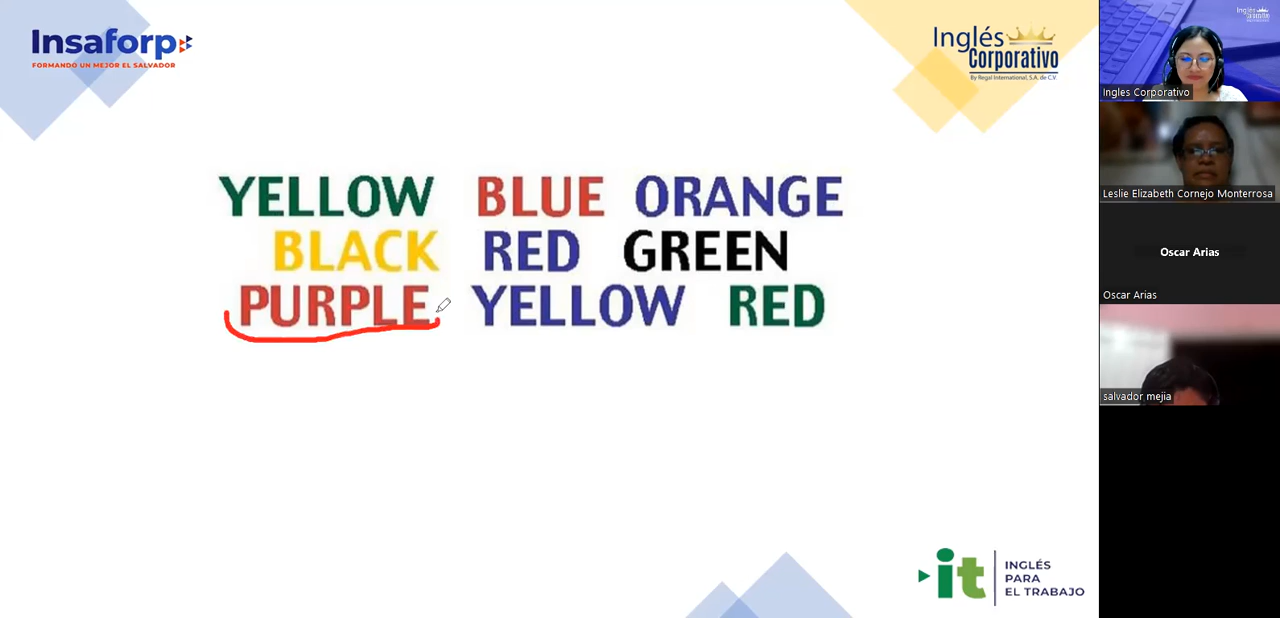 Insaforp
FORMANDO UN MEJOR EL SALVADOR
Inglés
Corporativo
By Regal International, S.A. de C.V.
YELLOW BLUE ORANGE
BLACK RED GREEN
PURPLE YELLOW RED
it INGLÉS
PARA
EL TRABAJO
Ingles Corporativo
Leslie Elizabeth Cornejo Monterrosa
Oscar Arias
Oscar Arias
salvador mejia